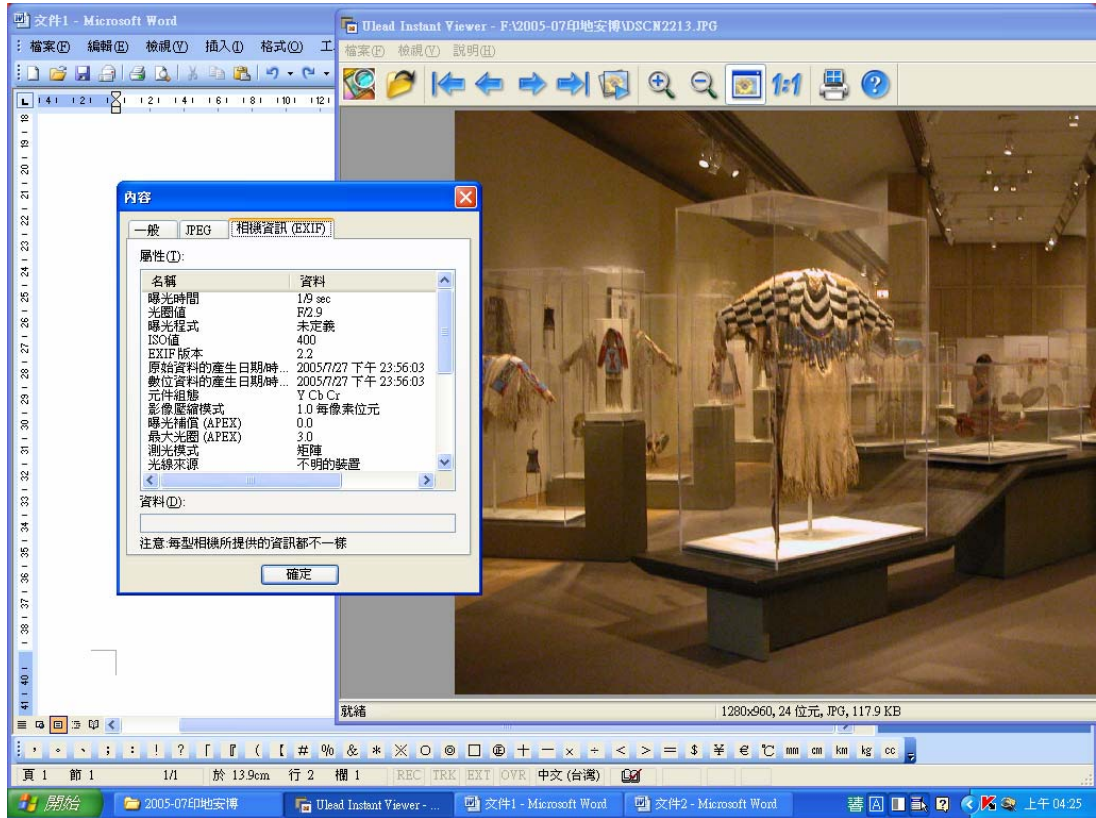 文件1 - Microsoft Word
檔案(F) 編輯(E) 檢視(V) 插入(I) 格式(O) 工
Ulead Instant Viewer - F:\2005-07印地安博\DSCN2213.JPG
檔案(F) 檢視(V) 說明(H)
1:1
內容
一般 JPEG 相機資訊 (EXIF)
屬性(I):
名稱 資料
曝光時間 1/9 sec
光圈值 F/2.9
曝光程式 未定義
ISO值 400
EXIF 版本 2.2
原始資料的產生日期/時... 2005/7/27 下午 23:56:03
數位資料的產生日期/時... 2005/7/27 下午 23:56:03
元件組態 Y Cb Cr
影像壓縮模式 1.0 每像素位元
曝光補償 (APEX) 0.0
最大光圈 (APEX) 3.0
測光模式 矩陣
光線來源 不明的裝置
資料(D):
注意:每型相機所提供的資訊都不一樣
確定
就緒 1280x960, 24 位元, JPG, 117.9 KB
, 。 、 ; : ! ? 「 『 ( 【 # % & * ※ ○ ◎ □ ⊕ + - × ÷ < > = $ ¥ € ℃ mm cm km kg cc
頁 1 節 1 1/1 於 13.9cm 行 2 欄 1 REC TRK EXT OVR 中文 (台灣)
開始 2005-07印地安博 Ulead Instant Viewer - ... 文件1 - Microsoft Word 文件2 - Microsoft Word 上午 04:25